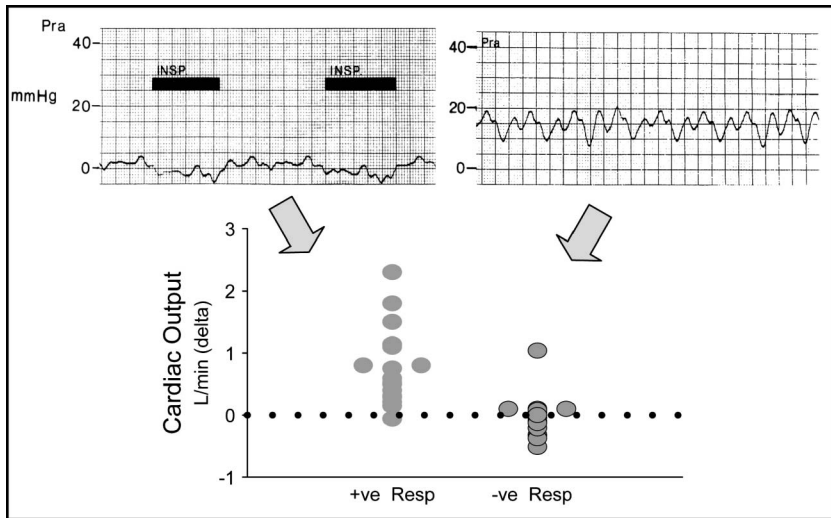 Pra
40
mmHg
20
0
INSP.
INSP.
Pra
40
20
0
Cardiac Output
L/min (delta)
3
2
1
0
-1
+ve Resp
-ve Resp